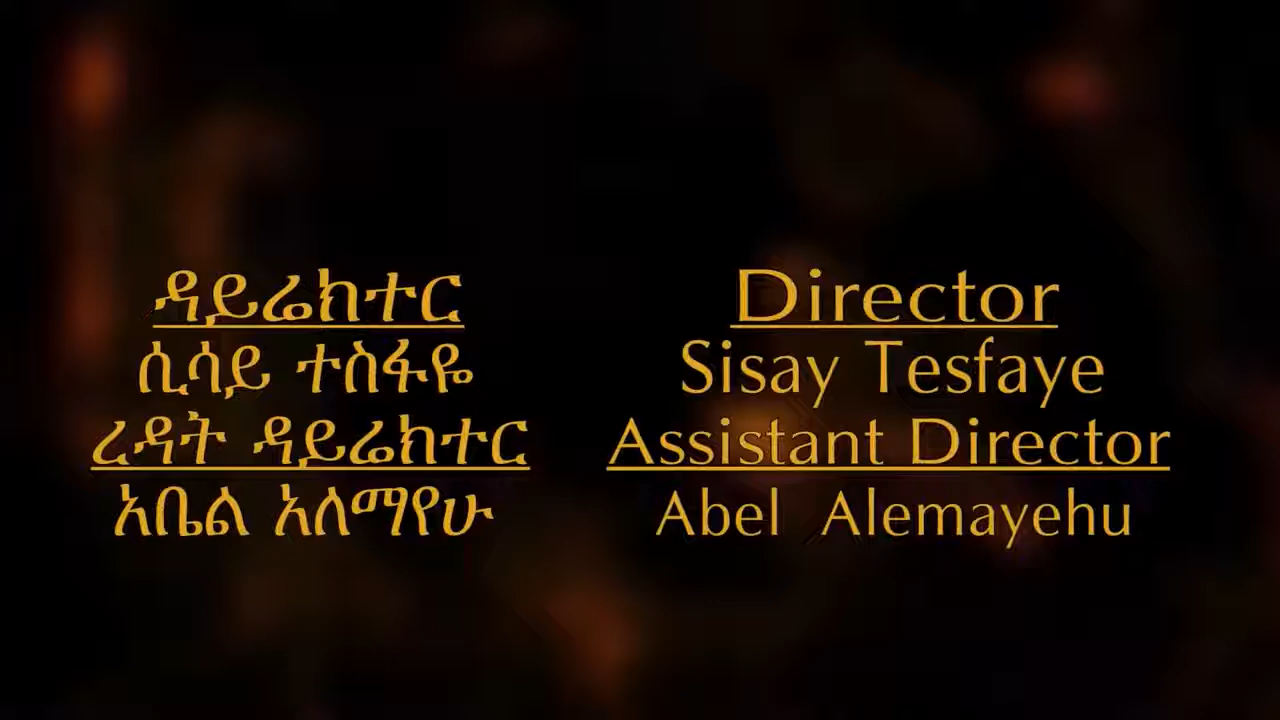 ዳይሬክተር
ሲሳይ ተስፋዬ
ረዳት ዳይሬክተር
አቤል አለማየሁ
Director
Sisay Tesfaye
Assistant Director
Abel Alemayehu